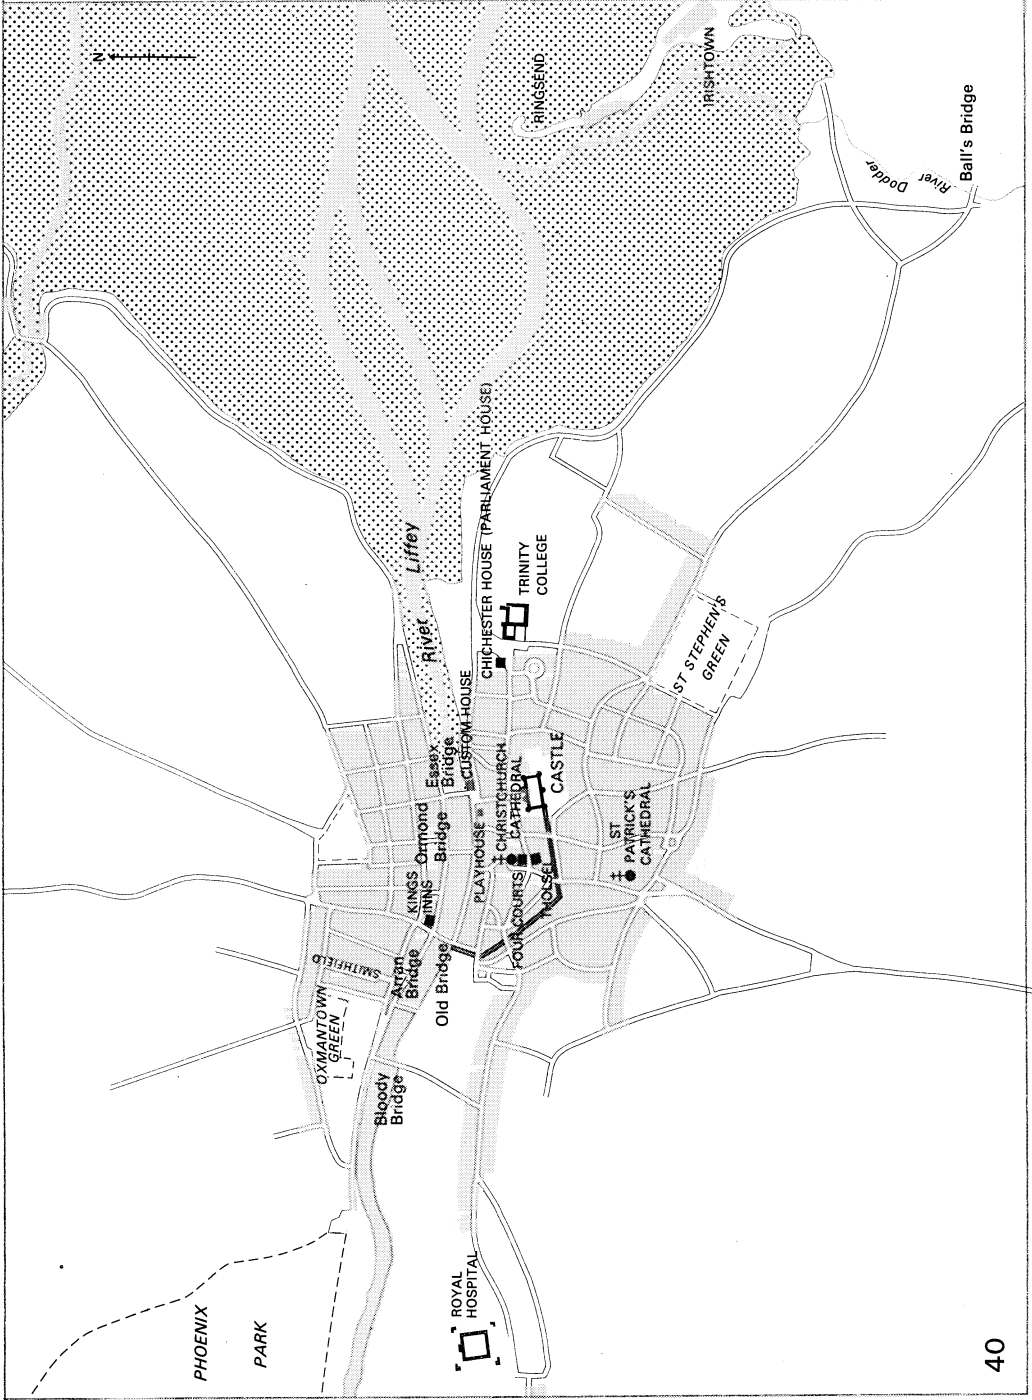 N
PHOENIX
PARK
OXMANTOWN
GREEN
SMITHFIELD
Bloody
Bridge
Arran
Bridge
Old Bridge
KINGS
INNS
Ormond
Bridge
Essex
Bridge
River Liffey
CUSTOM HOUSE
CHICHESTER HOUSE (PARLIAMENT HOUSE)
TRINITY
COLLEGE
PLAYHOUSE
CHRISTCHURCH
CATHEDRAL
FOUR COURTS
THOLSEL
CASTLE
ST
PATRICK'S
CATHEDRAL
ST STEPHEN'S
GREEN
ROYAL
HOSPITAL
RINGSEND
IRISHTOWN
River Dodder
Ball's Bridge
40